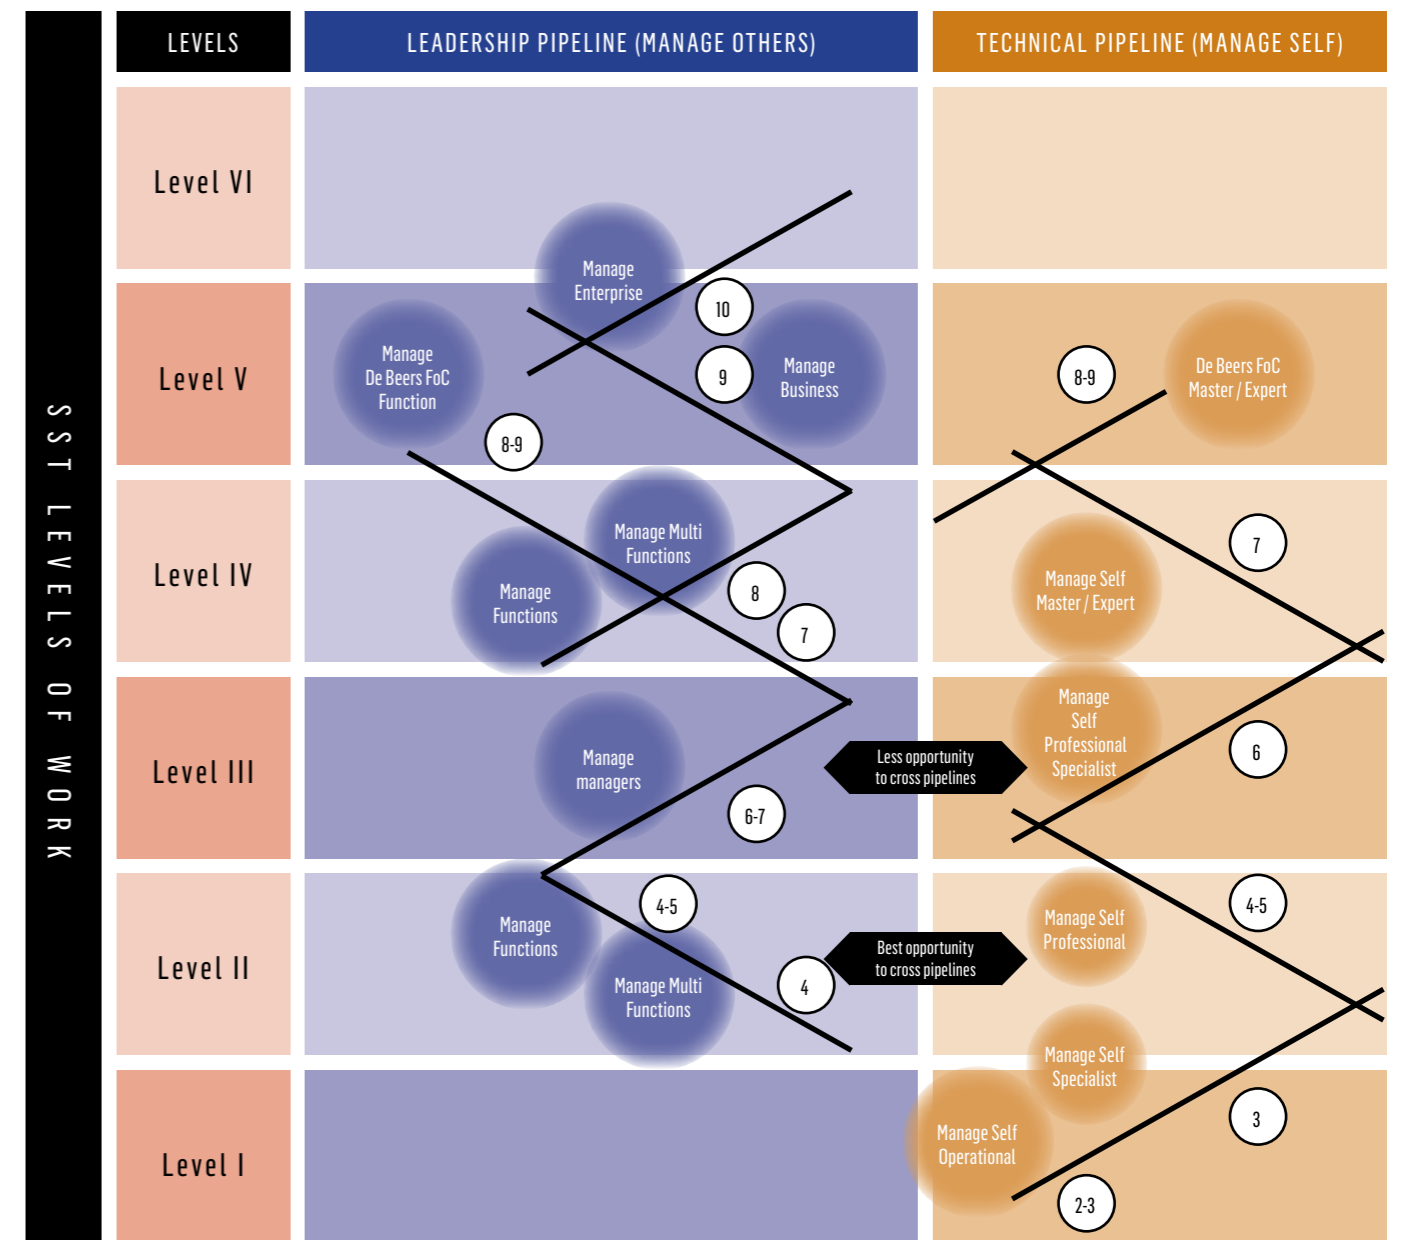 SST LEVELS OF WORK
LEVELS
LEADERSHIP PIPELINE (MANAGE OTHERS)
TECHNICAL PIPELINE (MANAGE SELF)
Level VI
Manage
Enterprise
10
Level V
Manage
De Beers FoC
Function
8-9
9
Manage
Business
8-9
De Beers FoC
Master / Expert
Level IV
Manage
Functions
Manage Multi
Functions
8
7
7
Manage Self
Master / Expert
Level III
Manage
managers
6-7
Less opportunity
to cross pipelines
Manage
Self
Professional
Specialist
6
Level II
Manage
Functions
4-5
Manage Multi
Functions
4
Best opportunity
to cross pipelines
Manage Self
Professional
4-5
Manage Self
Specialist
Level I
Manage Self
Operational
3
2-3